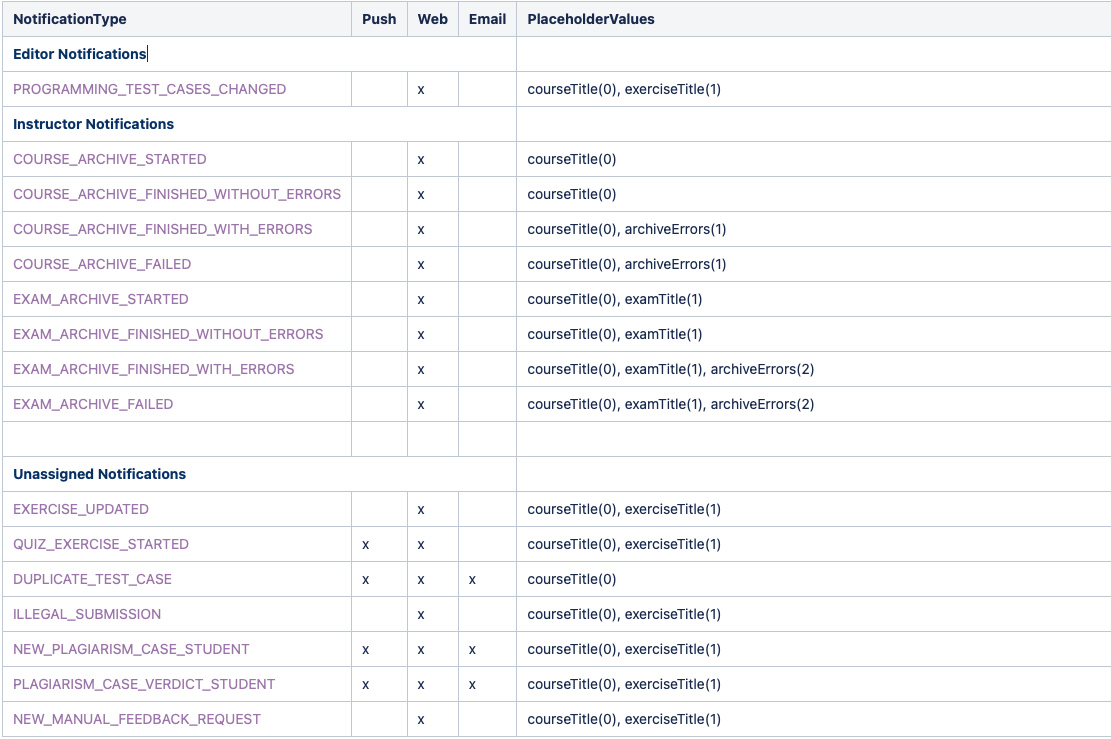 NotificationType Push Web Email PlaceholderValues
Editor Notifications
PROGRAMMING_TEST_CASES_CHANGED x courseTitle(0), exerciseTitle(1)
Instructor Notifications
COURSE_ARCHIVE_STARTED x courseTitle(0)
COURSE_ARCHIVE_FINISHED_WITHOUT_ERRORS x courseTitle(0)
COURSE_ARCHIVE_FINISHED_WITH_ERRORS x courseTitle(0), archiveErrors(1)
COURSE_ARCHIVE_FAILED x courseTitle(0), archiveErrors(1)
EXAM_ARCHIVE_STARTED x courseTitle(0), examTitle(1)
EXAM_ARCHIVE_FINISHED_WITHOUT_ERRORS x courseTitle(0), examTitle(1)
EXAM_ARCHIVE_FINISHED_WITH_ERRORS x courseTitle(0), examTitle(1), archiveErrors(2)
EXAM_ARCHIVE_FAILED x courseTitle(0), examTitle(1), archiveErrors(2)
Unassigned Notifications
EXERCISE_UPDATED x courseTitle(0), exerciseTitle(1)
QUIZ_EXERCISE_STARTED x x courseTitle(0), exerciseTitle(1)
DUPLICATE_TEST_CASE x x x courseTitle(0)
ILLEGAL_SUBMISSION x courseTitle(0), exerciseTitle(1)
NEW_PLAGIARISM_CASE_STUDENT x x x courseTitle(0), exerciseTitle(1)
PLAGIARISM_CASE_VERDICT_STUDENT x x x courseTitle(0), exerciseTitle(1)
NEW_MANUAL_FEEDBACK_REQUEST x courseTitle(0), exerciseTitle(1)